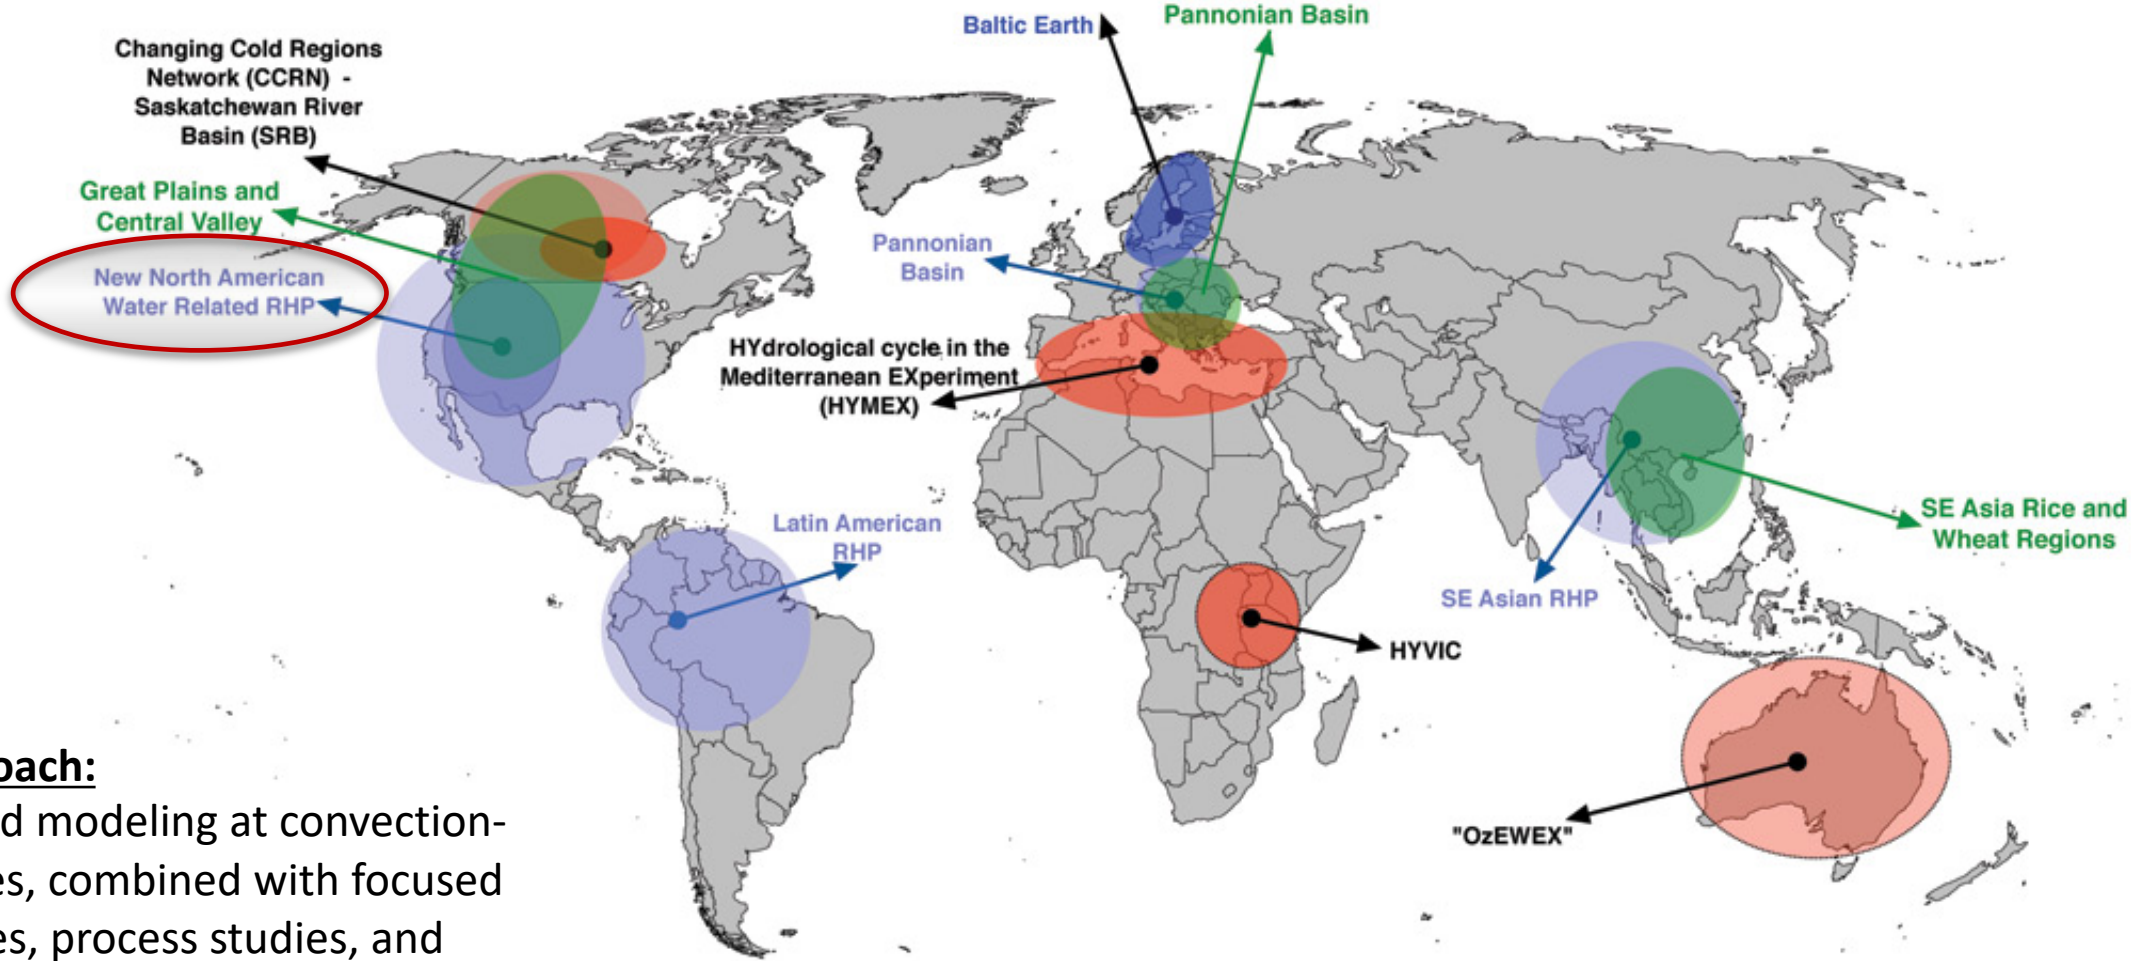 Baltic Earth
Pannonian Basin
Changing Cold Regions
Network (CCRN) -
Saskatchewan River
Basin (SRB)
Great Plains and
Central Valley
New North American
Water Related RHP
Pannonian
Basin
HYdrological cycle in the
Mediterranean EXperiment
(HYMEX)
Latin American
RHP
SE Asia Rice and
Wheat Regions
SE Asian RHP
HYVIC
"OzEWEX"
oach:
d modeling at convection-
es, combined with focused
es, process studies, and